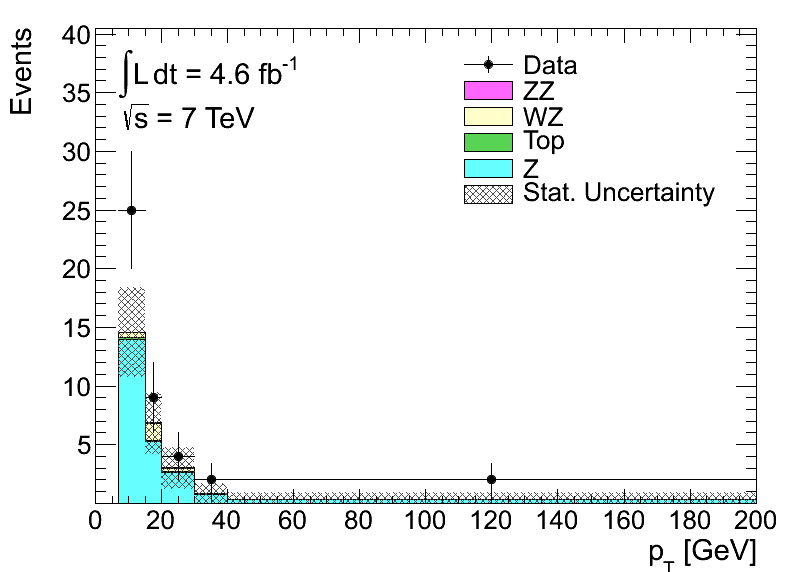 Events
∫L dt = 4.6 fb⁻¹
√s = 7 TeV
Data
ZZ
WZ
Top
Z
Stat. Uncertainty
40
35
30
25
20
15
10
5
0 20 40 60 80 100 120 140 160 180 200
p_T [GeV]